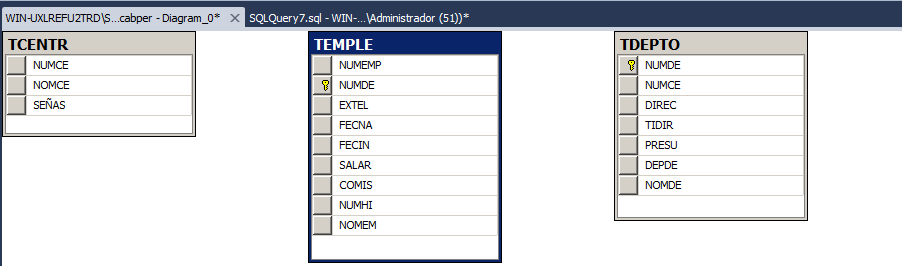 WIN-UXLREFU2TRD\S...cabper - Diagram_0* SQLQuery7.sql - WIN-...\Administrador (51))*
TCENTR
NUMCE
NOMCE
SEÑAS
TEMPLE
NUMEMP
NUMDE
EXTEL
FECNA
FECIN
SALAR
COMIS
NUMHI
NOMEM
TDEPTO
NUMDE
NUMCE
DIREC
TIDIR
PRESU
DEPDE
NOMDE